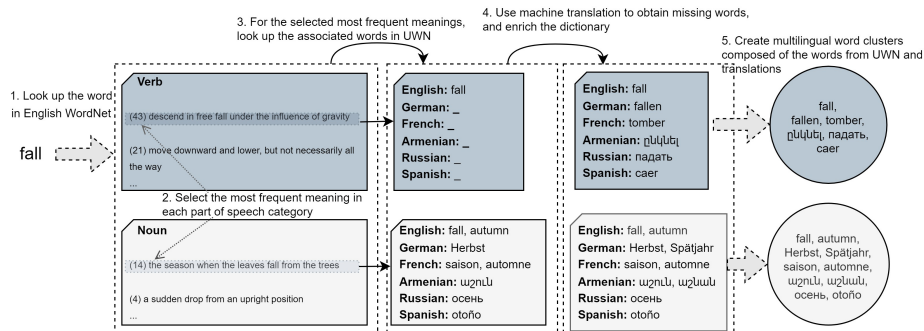 3. For the selected most frequent meanings,
look up the associated words in UWN
4. Use machine translation to obtain missing words,
and enrich the dictionary
5. Create multilingual word clusters
composed of the words from UWN and
translations
1. Look up the word
in English WordNet
fall
Verb
(43) descend in free fall under the influence of gravity
(21) move downward and lower, but not necessarily all
the way
...
2. Select the most frequent meaning in
each part of speech category
Noun
(14) the season when the leaves fall from the trees
(4) a sudden drop from an upright position
...
English: fall
German: _
French: _
Armenian: _
Russian: _
Spanish: _
English: fall, autumn
German: Herbst
French: saison, automne
Armenian: աշուն
Russian: осень
Spanish: otoño
English: fall
German: fallen
French: tomber
Armenian: ընկնել
Russian: падать
Spanish: caer
English: fall, autumn
German: Herbst, Spätjahr
French: saison, automne
Armenian: աշուն, աշնան
Russian: осень
Spanish: otoño
fall,
fallen, tomber,
ընկնել, падать,
caer
fall, autumn,
Herbst, Spätjahr,
saison, automne,
աշուն, աշնան,
осень, otoño